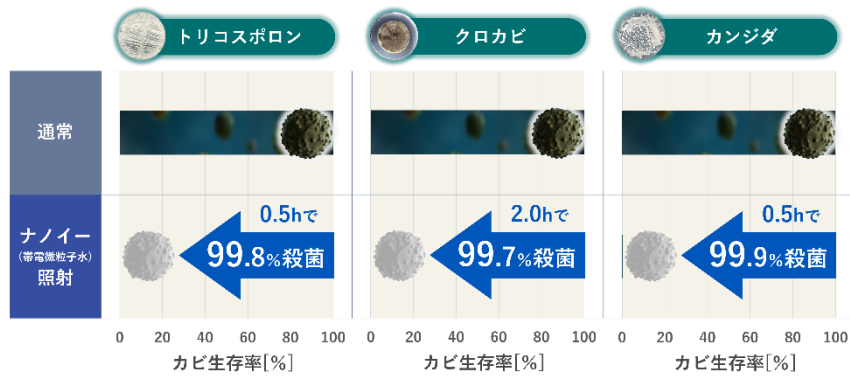 トリコスポロン
クロカビ
カンジダ
通常
ナノイー
(帯電微粒子水)
照射
0.5hで
99.8%殺菌
2.0hで
99.7%殺菌
0.5hで
99.9%殺菌
0 20 40 60 80 100
0 20 40 60 80 100
0 20 40 60 80 100
カビ生存率[%]
カビ生存率[%]
カビ生存率[%]